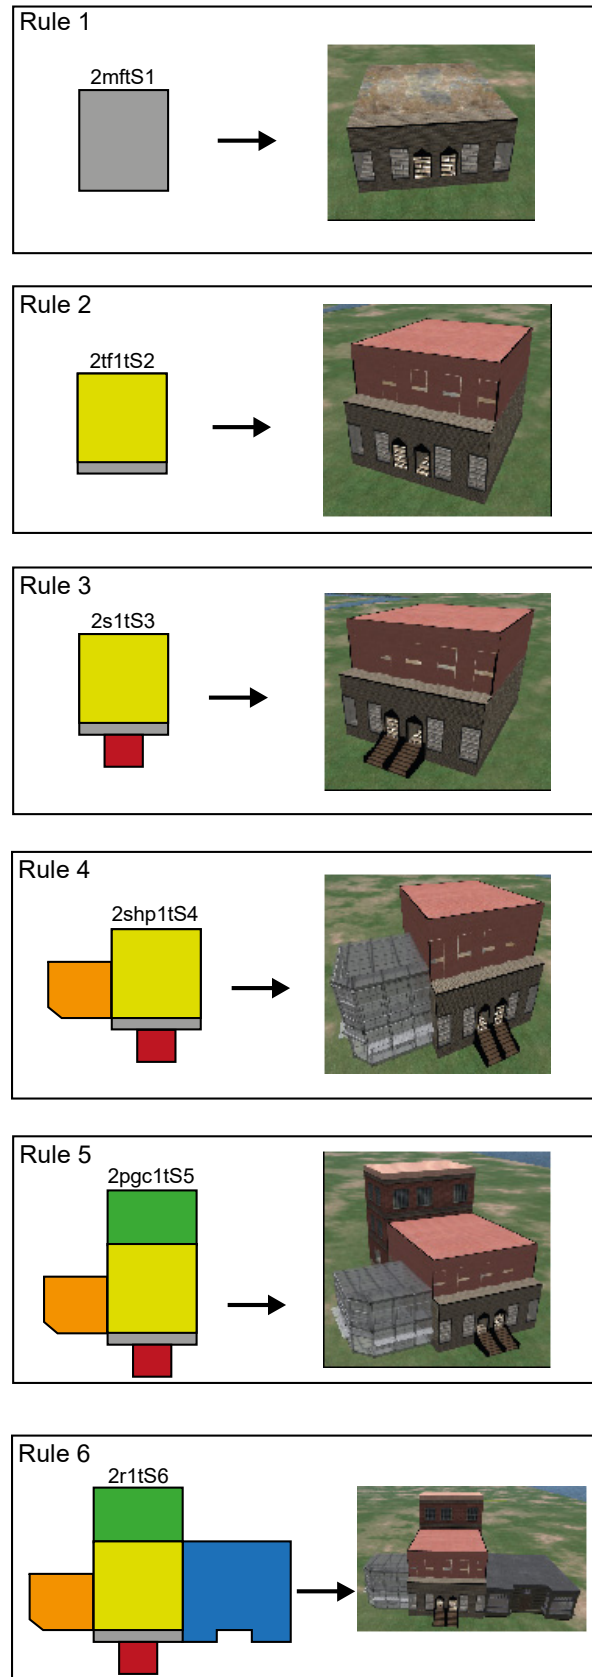 Rule 1
2mftS1
Rule 2
2tf1tS2
Rule 3
2s1tS3
Rule 4
2shp1tS4
Rule 5
2pgc1tS5
Rule 6
2r1tS6